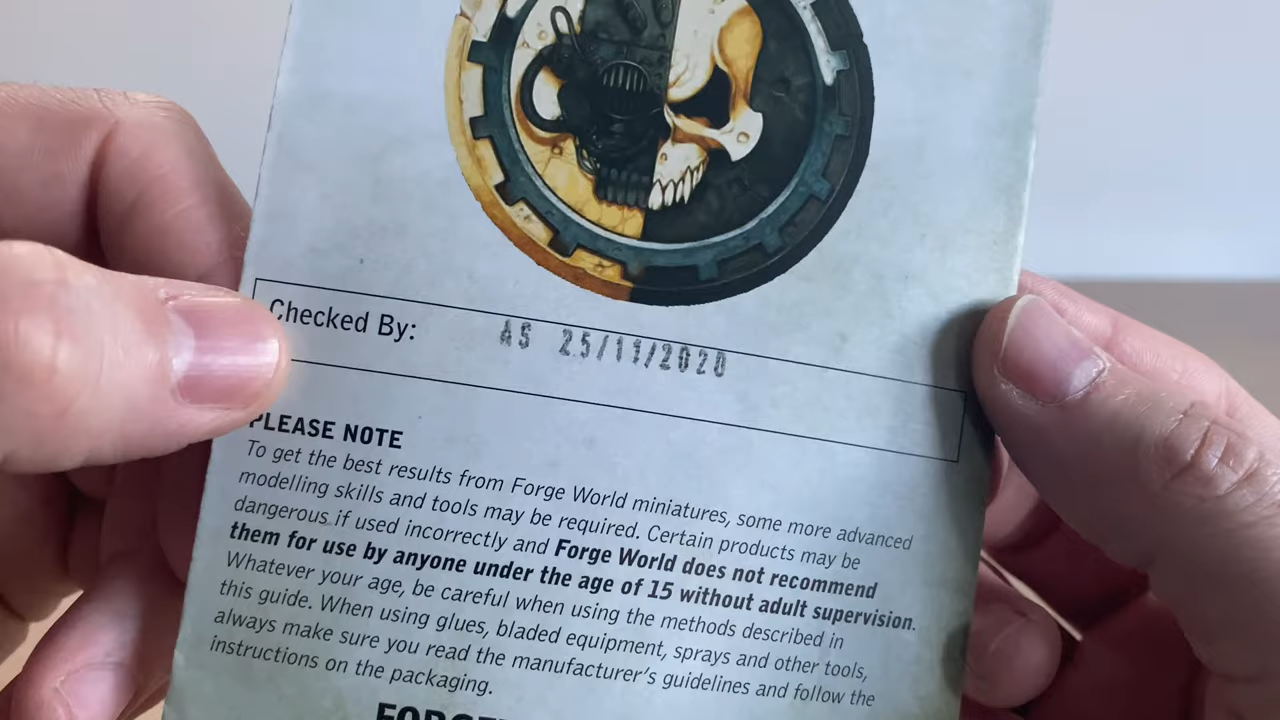 Checked By: AS 25/11/2020
PLEASE NOTE
To get the best results from Forge World miniatures, some more advanced
modelling skills and tools may be required. Certain products may be
dangerous if used incorrectly and Forge World does not recommend
them for use by anyone under the age of 15 without adult supervision.
Whatever your age, be careful when using the methods described in
this guide. When using glues, bladed equipment, sprays and other tools,
always make sure you read the manufacturer's guidelines and follow the
instructions on the packaging.